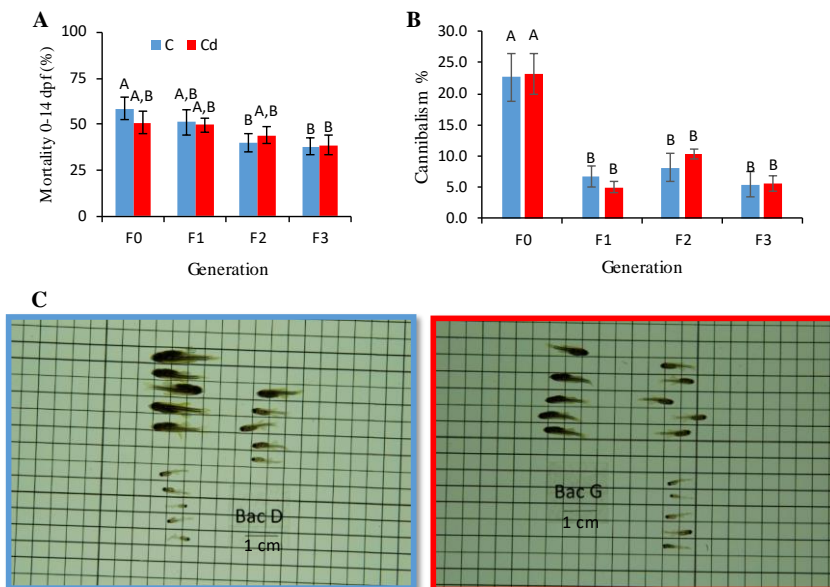 A
Mortality 0-14 dpf (%)
100
75
50
25
0
C Cd
A
A,B
A,B
A,B
B
A,B
B
B
F0 F1 F2 F3
Generation
B
Cannibalism %
30.0
25.0
20.0
15.0
10.0
5.0
0.0
A A
B B
B B
B B
F0 F1 F2 F3
Generation
C
Bac D
1 cm
Bac G
1 cm